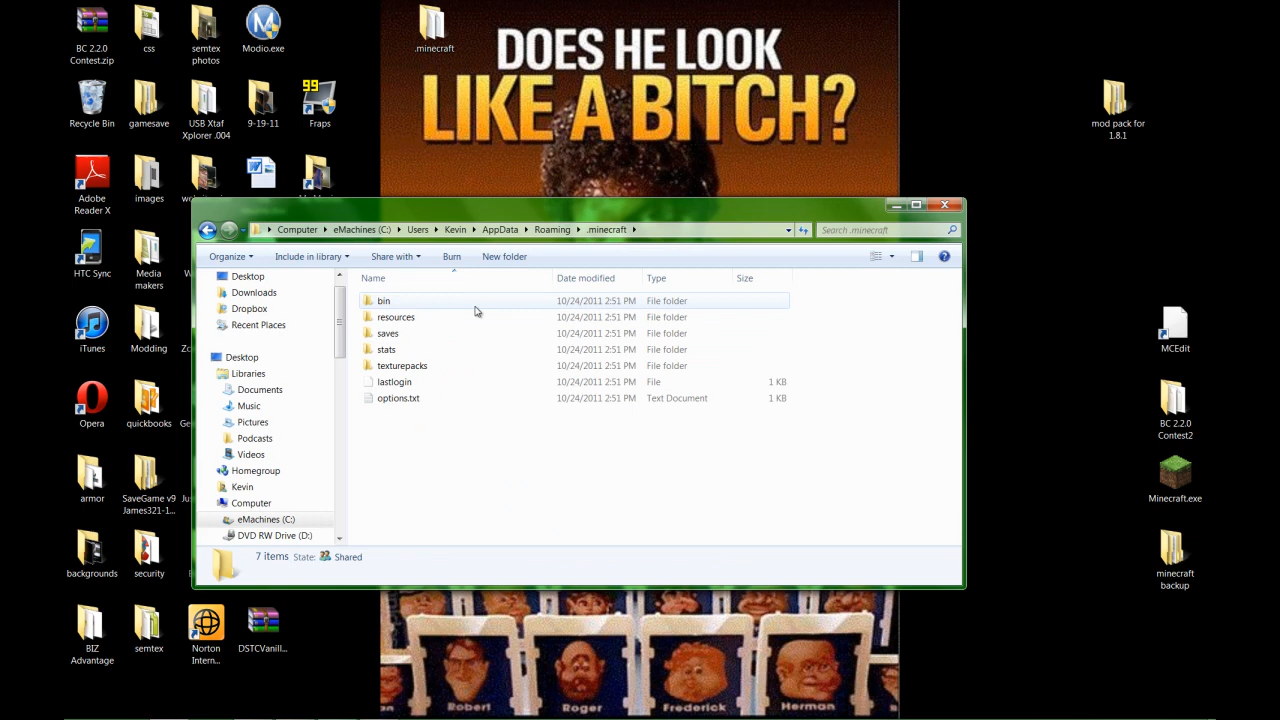 BC 2.2.0
Contest.zip
css
semtex
photos
Modio.exe
.minecraft
DOES HE LOOK
LIKE A BITCH?
Recycle Bin
gamesave
USB Xtaf
Xplorer .004
9-19-11
99
Fraps
mod pack for
1.8.1
Adobe
Reader X
images
HTC Sync
Media
makers
iTunes
Modding
Opera
quickbooks
armor
SaveGame v9
James321-1...
backgrounds
security
BIZ
Advantage
semtex
Norton
Intern...
DSTCVanill...
Computer
eMachines (C:)
Users
Kevin
AppData
Roaming
.minecraft
Search .minecraft
Organize
Include in library
Share with
Burn
New folder
Desktop
Downloads
Dropbox
Recent Places
Desktop
Libraries
Documents
Music
Pictures
Podcasts
Videos
Homegroup
Kevin
Computer
eMachines (C:)
DVD RW Drive (D:)
Name Date modified Type Size
bin 10/24/2011 2:51 PM File folder
resources 10/24/2011 2:51 PM File folder
saves 10/24/2011 2:51 PM File folder
stats 10/24/2011 2:51 PM File folder
texturepacks 10/24/2011 2:51 PM File folder
lastlogin 10/24/2011 2:51 PM File 1 KB
options.txt 10/24/2011 2:51 PM Text Document 1 KB
7 items State: Shared
MCEdit
BC 2.2.0
Contest2
Minecraft.exe
minecraft
backup
Robert
Roger
Frederick
Herman